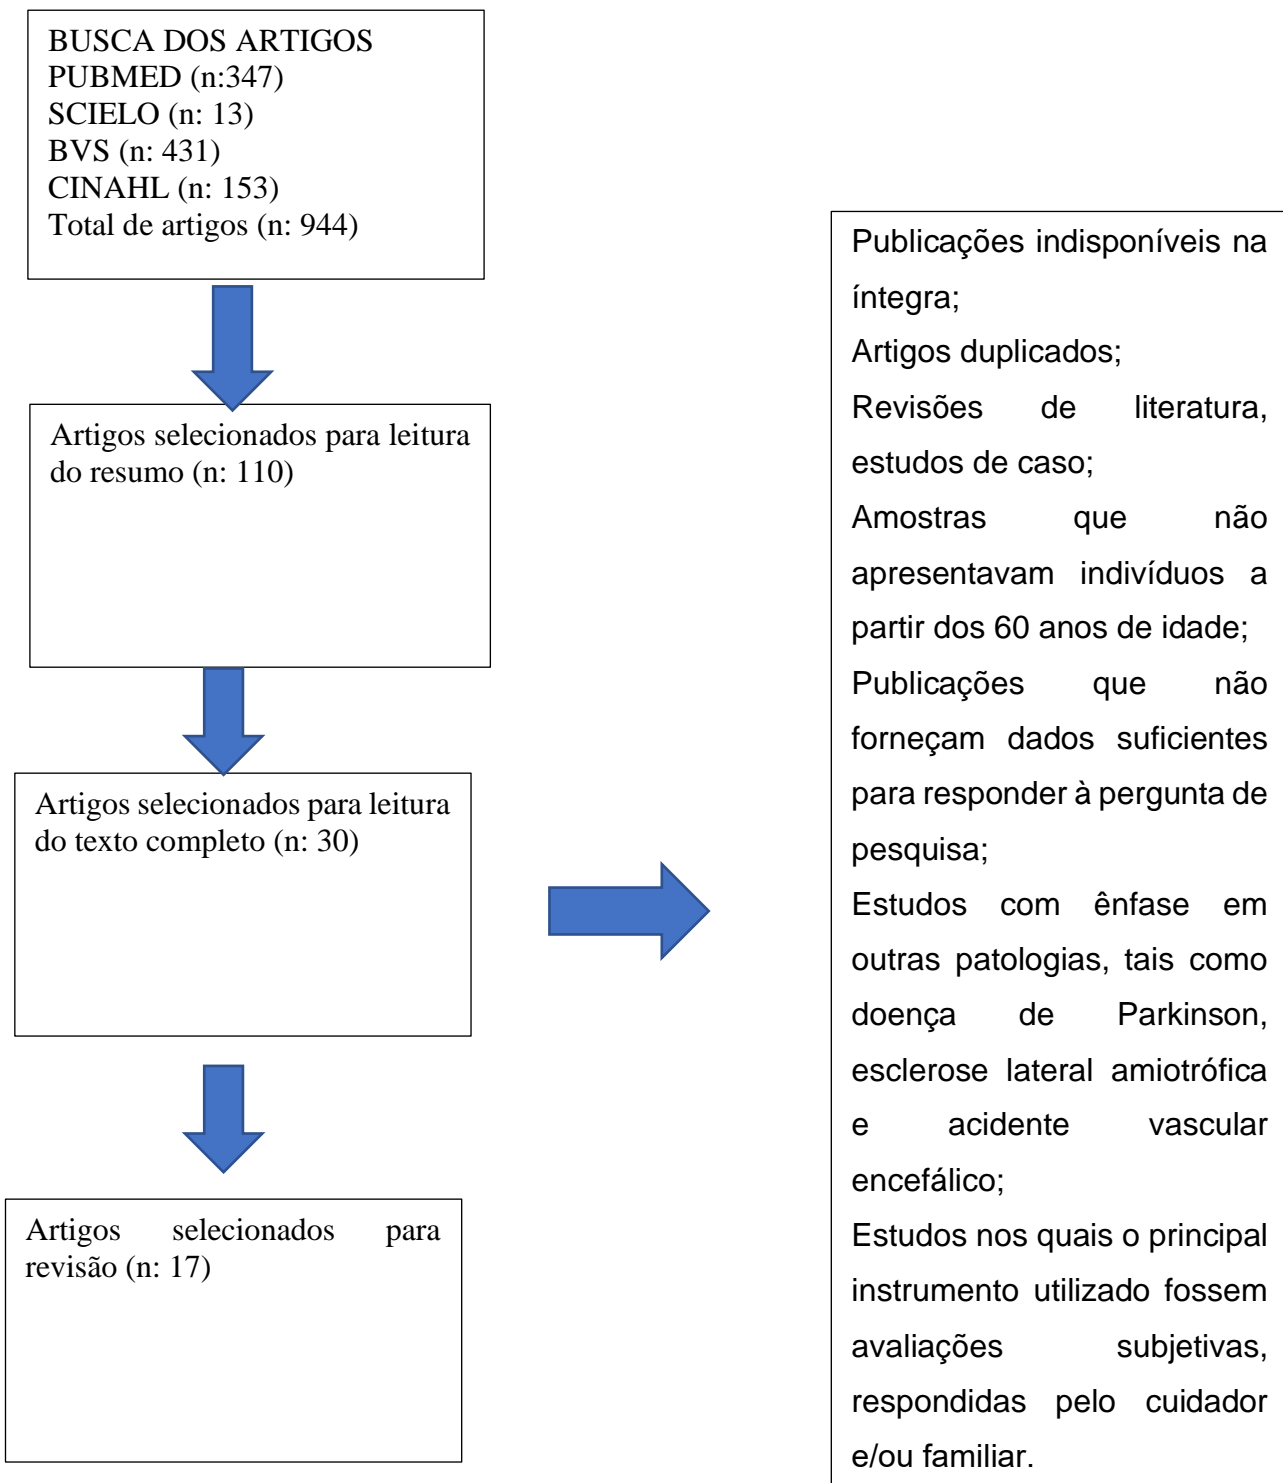 BUSCA DOS ARTIGOS
PUBMED (n:347)
SCIELO (n: 13)
BVS (n: 431)
CINAHL (n: 153)
Total de artigos (n: 944)
Artigos selecionados para leitura
do resumo (n: 110)
Artigos selecionados para leitura
do texto completo (n: 30)
Artigos selecionados para
revisão (n: 17)
Publicações indisponíveis na
íntegra;
Artigos duplicados;
Revisões de literatura,
estudos de caso;
Amostras que não
apresentavam indivíduos a
partir dos 60 anos de idade;
Publicações que não
forneçam dados suficientes
para responder à pergunta de
pesquisa;
Estudos com ênfase em
outras patologias, tais como
doença de Parkinson,
esclerose lateral amiotrófica
e acidente vascular
encefálico;
Estudos nos quais o principal
instrumento utilizado fossem
avaliações subjetivas,
respondidas pelo cuidador
e/ou familiar.